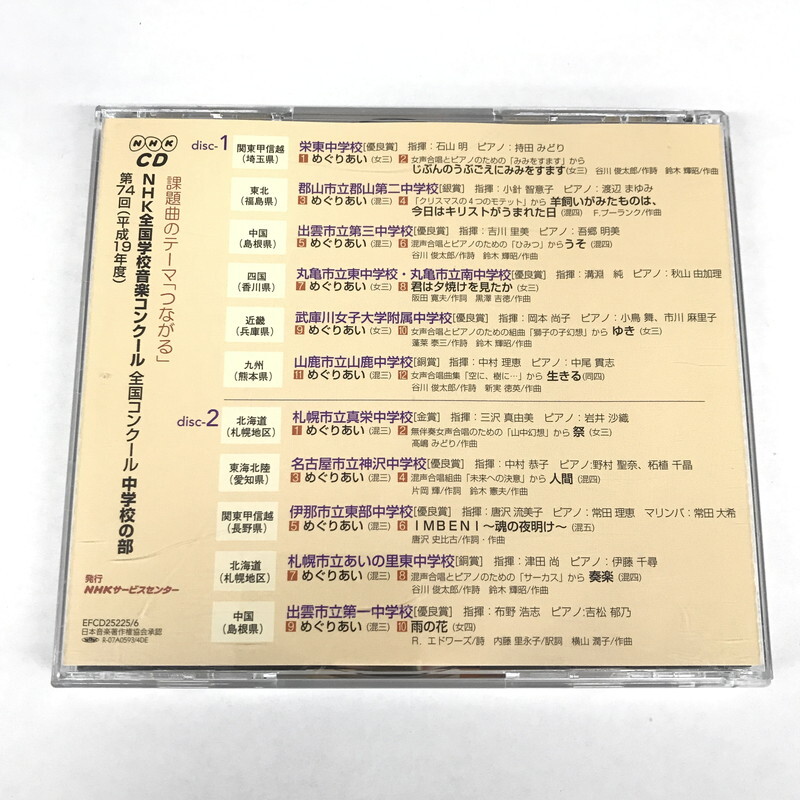 NHK
CD
課題曲のテーマ「つながる」
NHK全国学校音楽コンクール 全国コンクール 中学校の部
第74回(平成19年度)
発行
NHKサービスセンター
EFCD25225/6
日本音楽著作権協会承認
R-07A0593/4DE
disc-1
関東甲信越
(埼玉県)
栄東中学校[優良賞] 指揮:石山 明 ピアノ:持田 みどり
1 めぐりあい(女三) 2 女声合唱とピアノのための「みみをすます」から
じぶんのうぶごえにみみをすます(女三) 谷川 俊太郎/作詩 鈴木 輝昭/作曲
東北
(福島県)
郡山市立郡山第二中学校[銀賞] 指揮:小針 智意子 ピアノ:渡辺 まゆみ
3 めぐりあい(混三) 4 「クリスマスの4つのモテット」から 羊飼いがみたものは、
今日はキリストがうまれた日(混四) F.プーランク/作曲
中国
(島根県)
出雲市立第三中学校[優良賞] 指揮:吉川 里美 ピアノ:吾郷 明美
5 めぐりあい(混三) 6 混声合唱とピアノのための「ひみつ」から うそ(混四)
谷川 俊太郎/作詩 鈴木 輝昭/作曲
四国
(香川県)
丸亀市立東中学校・丸亀市立南中学校[優良賞] 指揮:溝淵 純 ピアノ:秋山 由加理
7 めぐりあい(女三) 8 君は夕焼けを見たか(女三)
阪田 寛夫/作詞 黒澤 吉徳/作曲
近畿
(兵庫県)
武庫川女子大学附属中学校[優良賞] 指揮:岡本 尚子 ピアノ:小鳥 舞、市川 麻里子
9 めぐりあい(女三) 10 女声合唱とピアノのための組曲「獅子の子幻想」から ゆき(女三)
蓬莱 泰三/作詩 鈴木 輝昭/作曲
九州
(熊本県)
山鹿市立山鹿中学校[銅賞] 指揮:中村 理恵 ピアノ:中尾 貫志
11 めぐりあい(混三) 12 女声合唱曲集「空に、樹に…」から 生きる(同四)
谷川 俊太郎/作詩 新実 徳英/作曲
disc-2
北海道
(札幌地区)
札幌市立真栄中学校[金賞] 指揮:三沢 真由美 ピアノ:岩井 沙織
1 めぐりあい(混三) 2 無伴奏女声合唱のための「山中幻想」から 祭(女三)
高嶋 みどり/作曲
東海北陸
(愛知県)
名古屋市立神沢中学校[優良賞] 指揮:中村 恭子 ピアノ:野村 聖奈、柘植 千晶
3 めぐりあい(混三) 4 混声合唱組曲「未来への決意」から 人間(混四)
片岡 輝/作詞 鈴木 憲夫/作曲
関東甲信越
(長野県)
伊那市立東部中学校[優良賞] 指揮:唐沢 流美子 ピアノ:常田 理恵 マリンバ:常田 大希
5 めぐりあい(混三) 6 IMBENI~魂の夜明け~(混五)
唐沢 史比古/作詞・作曲
北海道
(札幌地区)
札幌市立あいの里東中学校[銅賞] 指揮:津田 尚 ピアノ:伊藤 千尋
7 めぐりあい(混三) 8 混声合唱とピアノのための「サーカス」から 奏楽(混四)
谷川 俊太郎/作詩 鈴木 輝昭/作曲
中国
(島根県)
出雲市立第一中学校[優良賞] 指揮:布野 浩志 ピアノ:吉松 郁乃
9 めぐりあい(混三) 10 雨の花(女四)
R. エドワーズ/詩 内藤 里永子/訳詞 横山 潤子/作曲